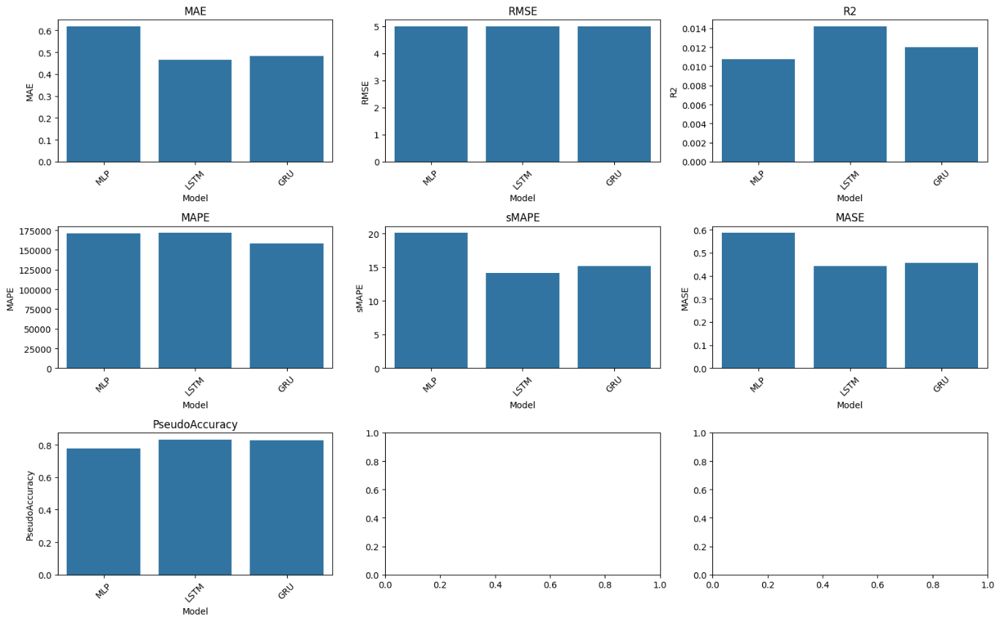 MAE
0.6
0.5
0.4
0.3
0.2
0.1
0.0
MAE
MLP
LSTM
GRU
Model
RMSE
5
4
3
2
1
0
RMSE
MLP
LSTM
GRU
Model
R2
0.014
0.012
0.010
0.008
0.006
0.004
0.002
0.000
R2
MLP
LSTM
GRU
Model
MAPE
175000
150000
125000
100000
75000
50000
25000
0
MAPE
MLP
LSTM
GRU
Model
sMAPE
20
15
10
5
0
sMAPE
MLP
LSTM
GRU
Model
MASE
0.6
0.5
0.4
0.3
0.2
0.1
0.0
MASE
MLP
LSTM
GRU
Model
PseudoAccuracy
0.8
0.6
0.4
0.2
0.0
PseudoAccuracy
MLP
LSTM
GRU
Model
1.0
0.8
0.6
0.4
0.2
0.0
0.0 0.2 0.4 0.6 0.8 1.0
1.0
0.8
0.6
0.4
0.2
0.0
0.0 0.2 0.4 0.6 0.8 1.0